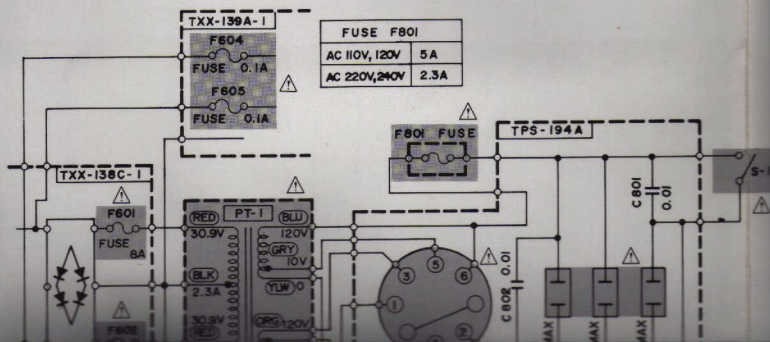 TXX-139A-1
F604
FUSE 0.1A
F605
FUSE 0.1A
FUSE F801
AC 110V, 120V 5A
AC 220V, 240V 2.3A
F801 FUSE
TPS-194A
TXX-138C-1
F601
FUSE
8A
F602
PT-1
RED
30.9V
BLK
2.3A
30.9V
RED
BLU
120V
GRY
10V
YLW 0
ORG 120V
1
3
5
6
2
4
C802 0.01
C801
0.01
S-1
MAX
MAX
MAX